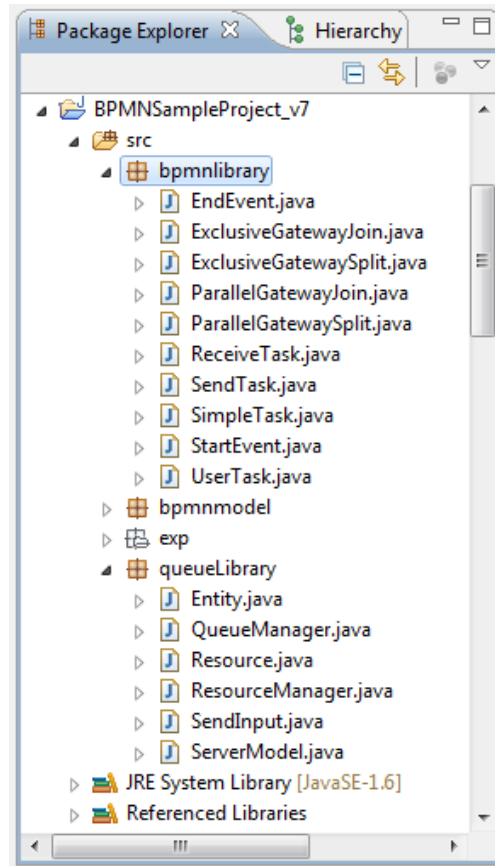 Package Explorer Hierarchy
BPMNSampleProject_v7
src
bpmnlibrary
EndEvent.java
ExclusiveGatewayJoin.java
ExclusiveGatewaySplit.java
ParallelGatewayJoin.java
ParallelGatewaySplit.java
ReceiveTask.java
SendTask.java
SimpleTask.java
StartEvent.java
UserTask.java
bpmnmodel
exp
queueLibrary
Entity.java
QueueManager.java
Resource.java
ResourceManager.java
SendInput.java
ServerModel.java
JRE System Library [JavaSE-1.6]
Referenced Libraries